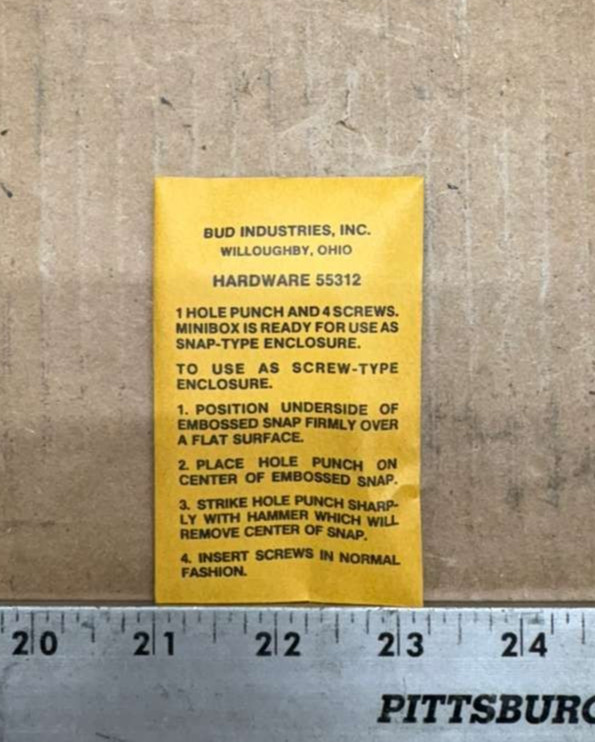 BUD INDUSTRIES, INC.
WILLOUGHBY, OHIO
HARDWARE 55312
1 HOLE PUNCH AND 4 SCREWS.
MINIBOX IS READY FOR USE AS
SNAP-TYPE ENCLOSURE.
TO USE AS SCREW-TYPE
ENCLOSURE.
1. POSITION UNDERSIDE OF
EMBOSSED SNAP FIRMLY OVER
A FLAT SURFACE.
2. PLACE HOLE PUNCH ON
CENTER OF EMBOSSED SNAP.
3. STRIKE HOLE PUNCH SHARP-
LY WITH HAMMER WHICH WILL
REMOVE CENTER OF SNAP.
4. INSERT SCREWS IN NORMAL
FASHION.
20 21 22 23 24
PITTSBURG